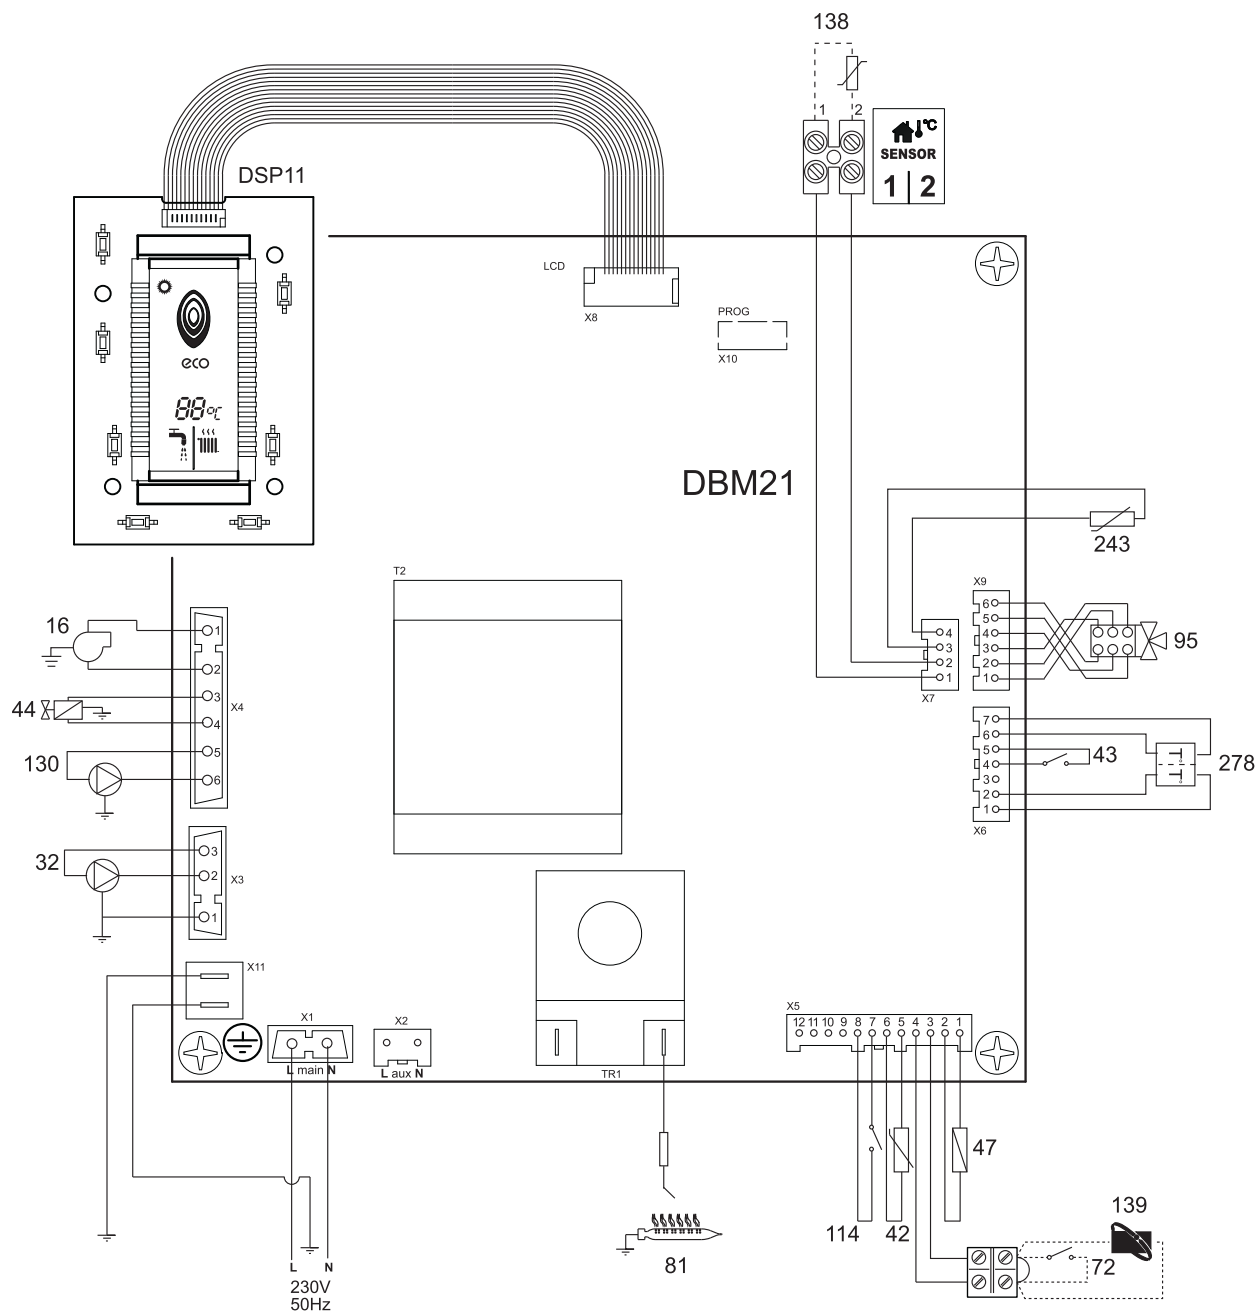 138
1 2
°C
SENSOR
1 | 2
DSP11
LCD
X8
PROG
X10
eco
88°C
DBM21
243
T2
X9
6
5
4
3
2
1
95
4
3
2
1
X7
16
44
130
1
2
3
4
5
6
X4
7
6
5
4
3
2
1
X6
43
278
32
3
2
1
X3
X11
X1
L main N
X2
L aux N
TR1
X5
12 11 10 9 8 7 6 5 4 3 2 1
114
42
47
L N
230V
50Hz
81
139
72